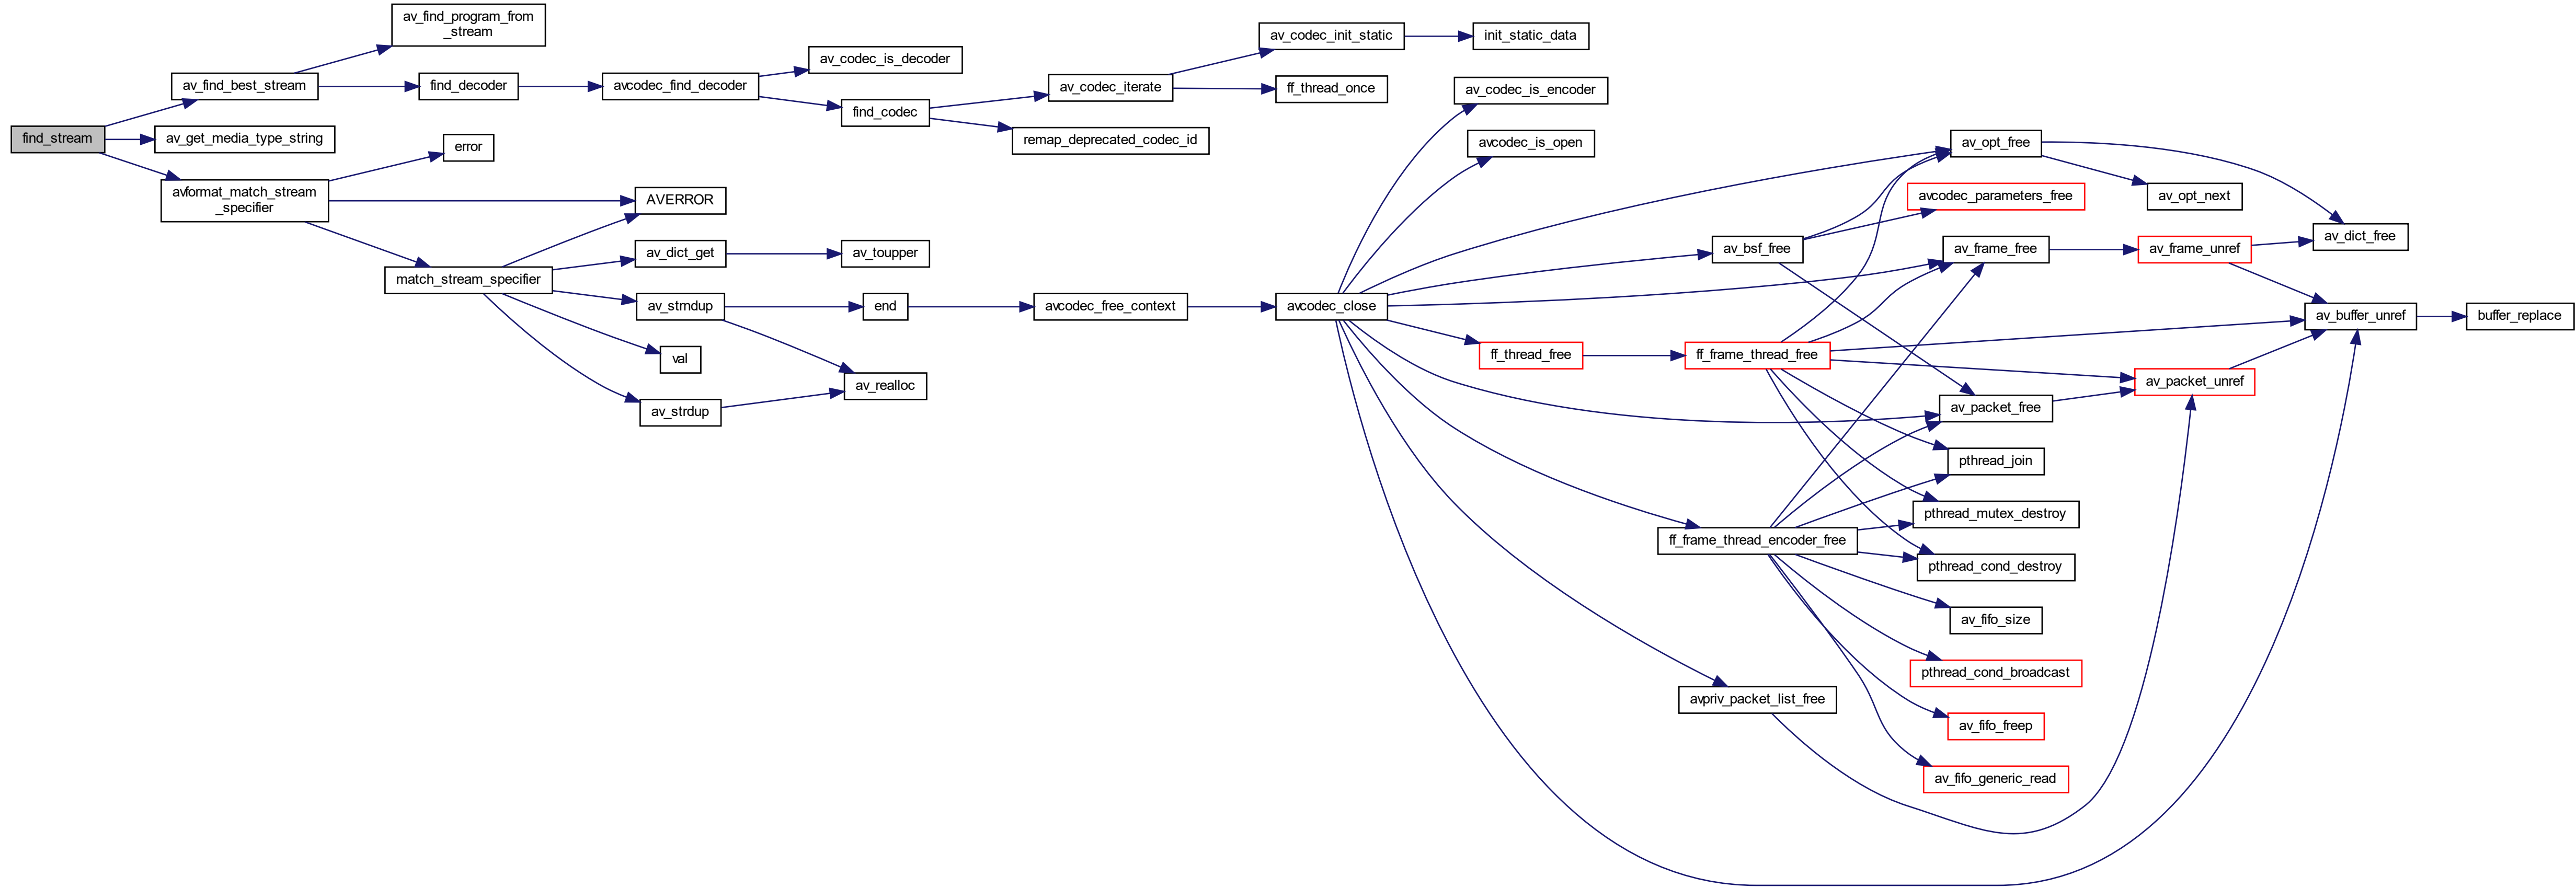 find_stream
av_find_best_stream
av_find_program_from
_stream
find_decoder
avcodec_find_decoder
av_codec_is_decoder
find_codec
av_codec_iterate
av_codec_init_static
init_static_data
ff_thread_once
remap_deprecated_codec_id
av_get_media_type_string
avformat_match_stream
_specifier
error
AVERROR
match_stream_specifier
av_dict_get
av_toupper
av_strndup
end
avcodec_free_context
avcodec_close
val
av_strdup
av_realloc
av_codec_is_encoder
avcodec_is_open
av_opt_free
av_opt_next
av_dict_free
avcodec_parameters_free
av_bsf_free
av_frame_free
av_frame_unref
av_buffer_unref
buffer_replace
ff_thread_free
ff_frame_thread_free
av_packet_unref
av_packet_free
pthread_join
pthread_mutex_destroy
ff_frame_thread_encoder_free
pthread_cond_destroy
av_fifo_size
pthread_cond_broadcast
avpriv_packet_list_free
av_fifo_freep
av_fifo_generic_read